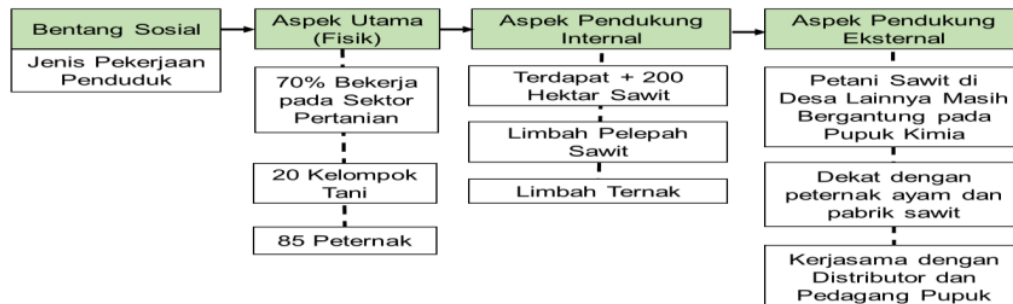 Bentang Sosial
Jenis Pekerjaan
Penduduk
Aspek Utama
(Fisik)
70% Bekerja
pada Sektor
Pertanian
20 Kelompok
Tani
85 Peternak
Aspek Pendukung
Internal
Terdapat + 200
Hektar Sawit
Limbah Pelepah
Sawit
Limbah Ternak
Aspek Pendukung
Eksternal
Petani Sawit di
Desa Lainnya Masih
Bergantung pada
Pupuk Kimia
Dekat dengan
peternak ayam dan
pabrik sawit
Kerjasama dengan
Distributor dan
Pedagang Pupuk